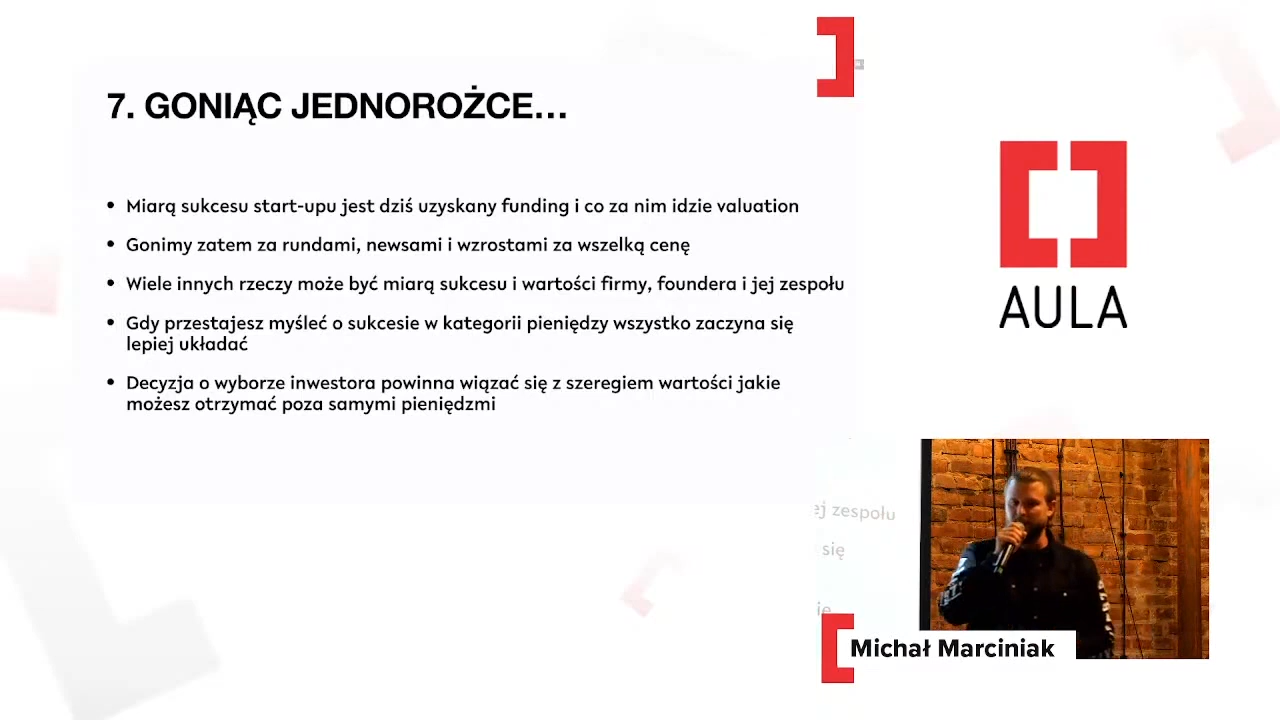 7. GONIĄC JEDNOROŻCE...
• Miarą sukcesu start-upu jest dziś uzyskany funding i co za nim idzie valuation
• Gonimy zatem za rundami, newsami i wzrostami za wszelką cenę
• Wiele innych rzeczy może być miarą sukcesu i wartości firmy, foundera i jej zespołu
• Gdy przestajesz myśleć o sukcesie w kategorii pieniędzy wszystko zaczyna się
lepiej układać
• Decyzja o wyborze inwestora powinna wiązać się z szeregiem wartości jakie
możesz otrzymać poza samymi pieniędzmi
AULA
ej zespołu
się
Michał Marciniak